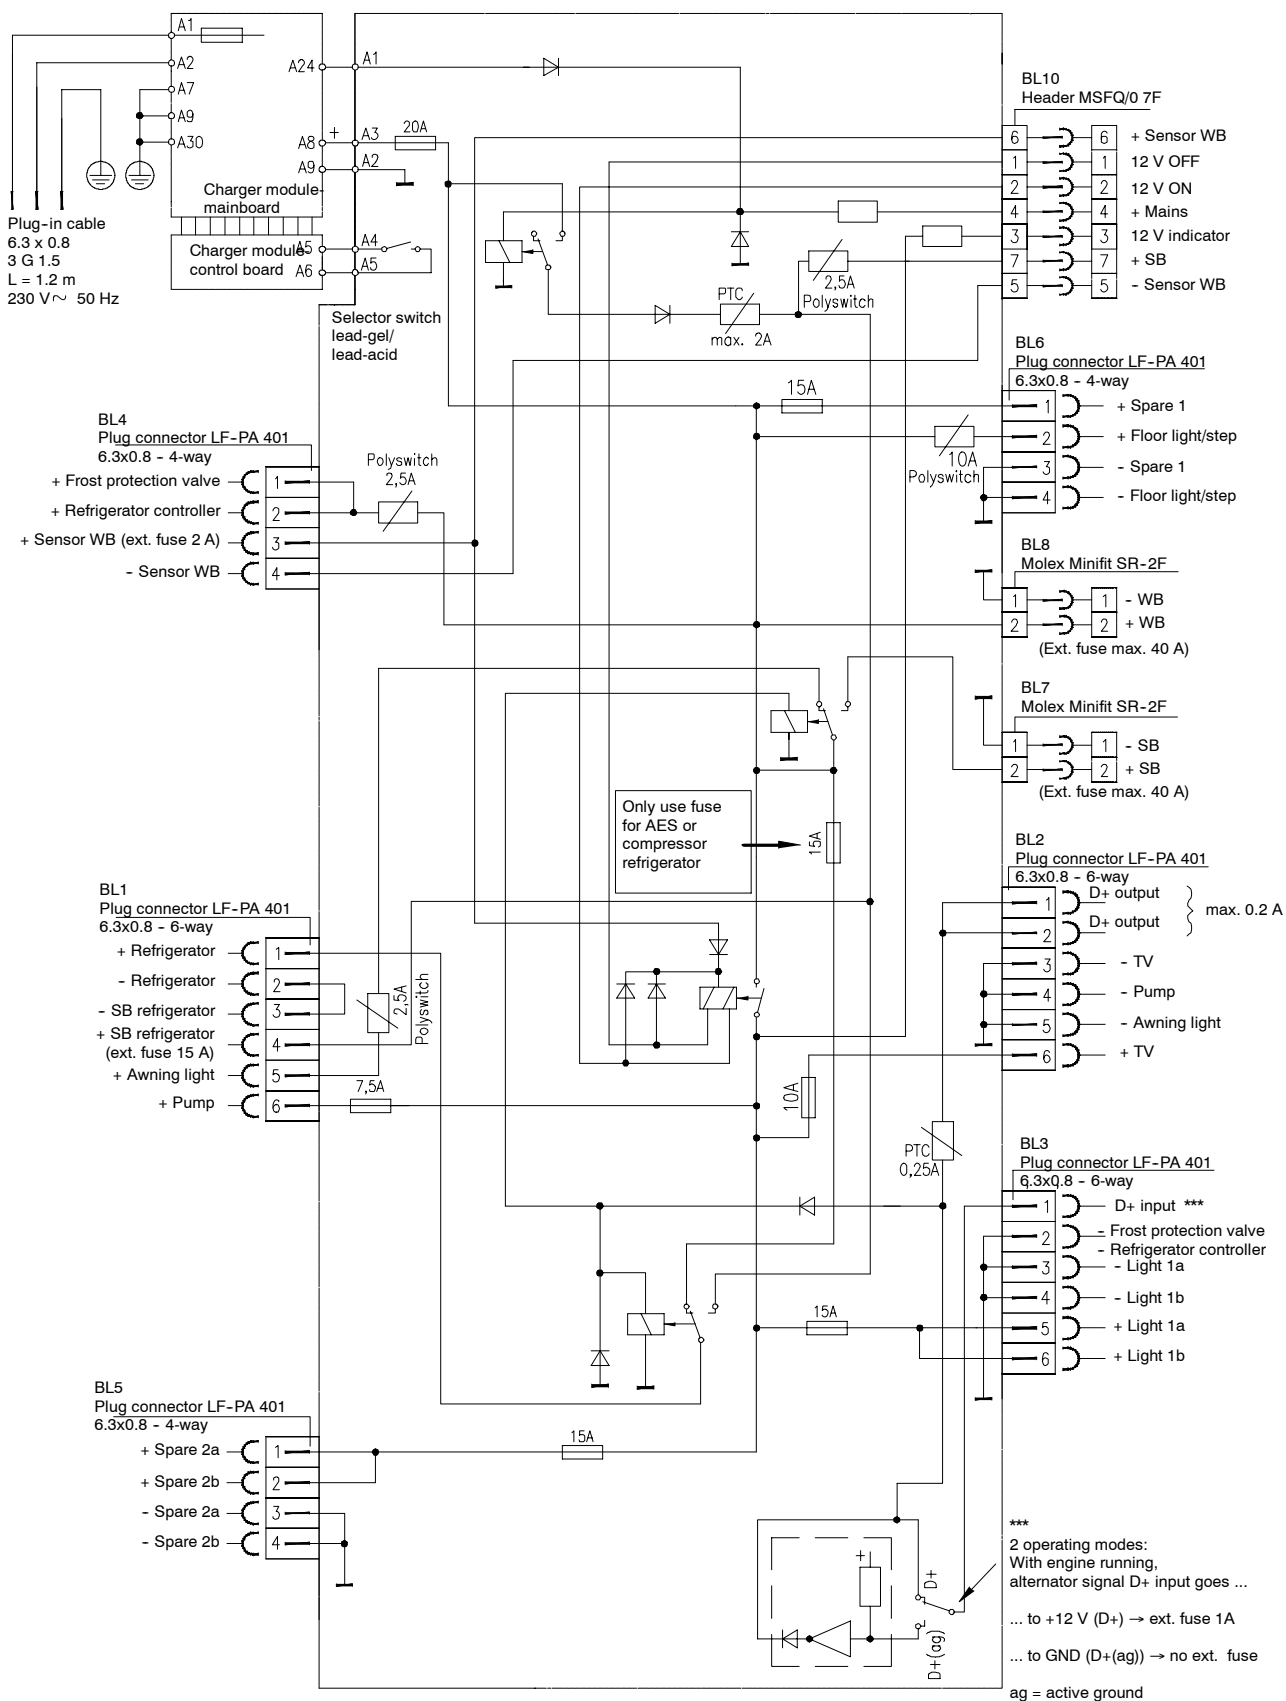 A1
A2
A7
A9
A30
A24
A8
+
A9
A5
A6
A1
A3
20A
A2
A4
A5
Charger module-
mainboard
Charger module-
control board
Plug-in cable
6.3 x 0.8
3 G 1.5
L = 1.2 m
230 V~ 50 Hz
Selector switch
lead-gel/
lead-acid
PTC
max. 2A
2,5A
Polyswitch
BL10
Header MSFQ/0 7F
6 6 + Sensor WB
1 1 12 V OFF
2 2 12 V ON
4 4 + Mains
3 3 12 V indicator
7 7 + SB
5 5 - Sensor WB
BL6
Plug connector LF-PA 401
6.3x0.8 - 4-way
15A
1 + Spare 1
2 + Floor light/step
10A
Polyswitch
3 - Spare 1
4 - Floor light/step
BL4
Plug connector LF-PA 401
6.3x0.8 - 4-way
Polyswitch
2,5A
+ Frost protection valve 1
+ Refrigerator controller 2
+ Sensor WB (ext. fuse 2 A) 3
- Sensor WB 4
BL8
Molex Minifit SR-2F
1 1 - WB
2 2 + WB
(Ext. fuse max. 40 A)
BL7
Molex Minifit SR-2F
1 1 - SB
2 2 + SB
(Ext. fuse max. 40 A)
Only use fuse
for AES or
compressor
refrigerator
15A
BL2
Plug connector LF-PA 401
6.3x0.8 - 6-way
1 D+ output
2 D+ output
max. 0.2 A
3 - TV
4 - Pump
5 - Awning light
6 + TV
BL1
Plug connector LF-PA 401
6.3x0.8 - 6-way
+ Refrigerator 1
- Refrigerator 2
- SB refrigerator 3
+ SB refrigerator
(ext. fuse 15 A) 4
+ Awning light 5
+ Pump 6
2,5A
Polyswitch
7,5A
10A
PTC
0,25A
BL3
Plug connector LF-PA 401
6.3x0.8 - 6-way
1 D+ input ***
2 - Frost protection valve
- Refrigerator controller
3 - Light 1a
4 - Light 1b
5 + Light 1a
6 + Light 1b
15A
BL5
Plug connector LF-PA 401
6.3x0.8 - 4-way
+ Spare 2a 1
+ Spare 2b 2
- Spare 2a 3
- Spare 2b 4
15A
+
D+
D+(ag)
***
2 operating modes:
With engine running,
alternator signal D+ input goes ...
... to +12 V (D+) → ext. fuse 1A
... to GND (D+(ag)) → no ext. fuse
ag = active ground